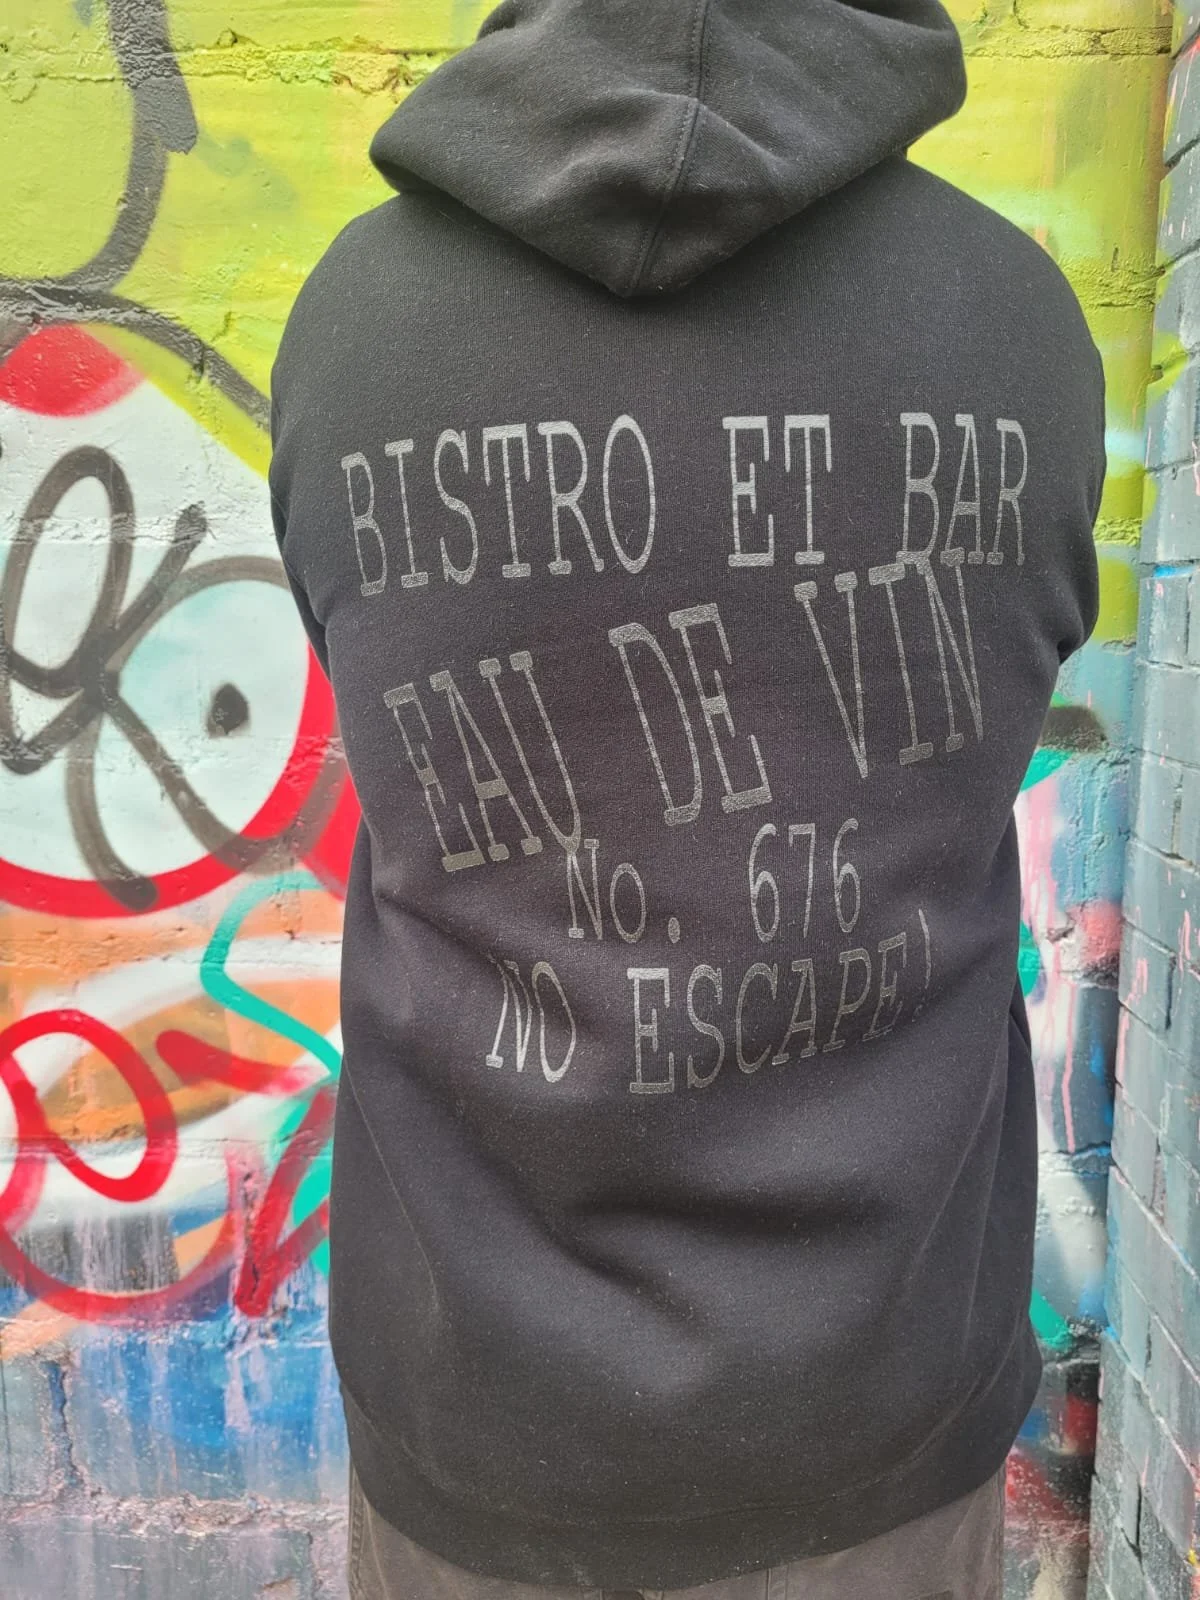 BISTRO ET BAR
EAU DE VIN
No. 676
NO ESCAPE!